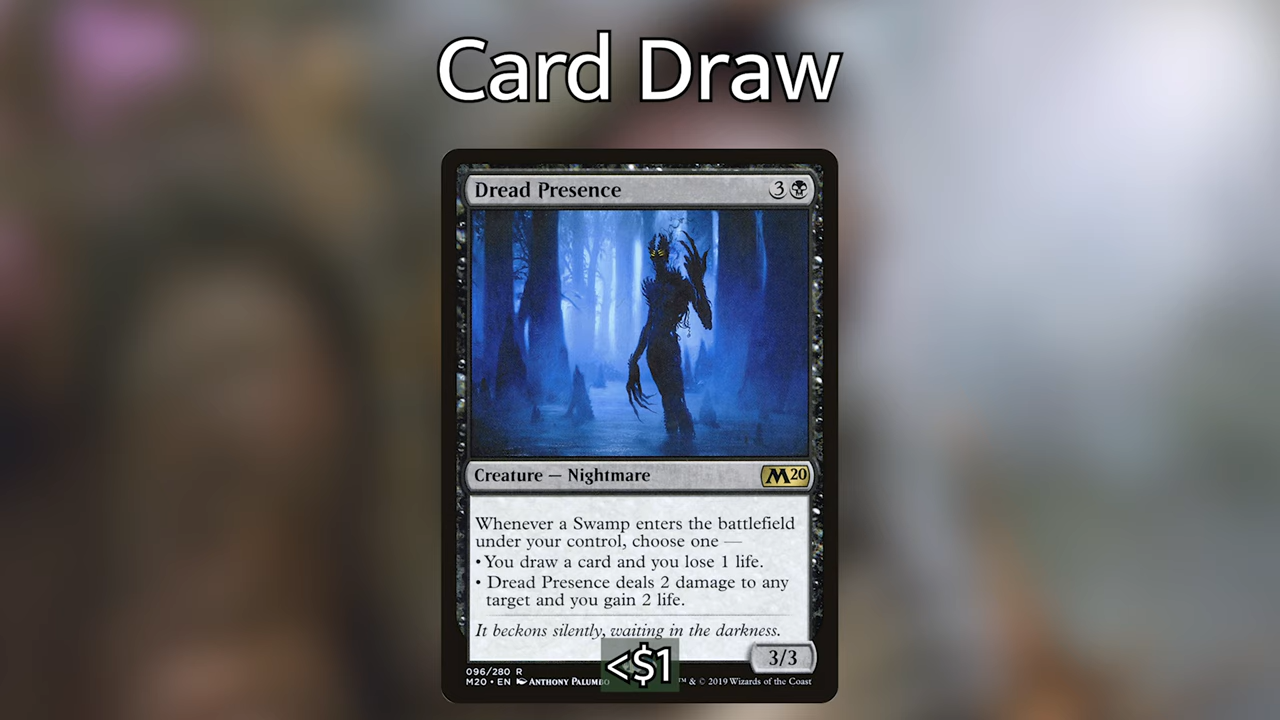 Card Draw
Dread Presence 3
Creature — Nightmare M20
Whenever a Swamp enters the battlefield
under your control, choose one —
• You draw a card and you lose 1 life.
• Dread Presence deals 2 damage to any
target and you gain 2 life.
It beckons silently, waiting in the darkness.
<$1
3/3
096/280 R
M20 • EN ANTHONY PALUMBO ™ & © 2019 Wizards of the Coast